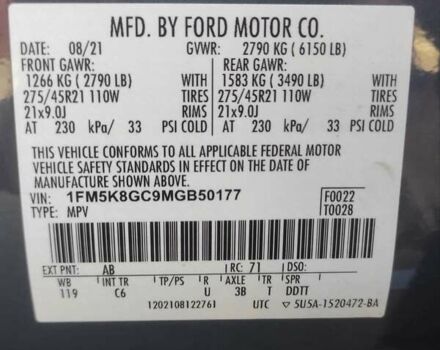 MFD. BY FORD MOTOR CO.
DATE: 08/21 GVWR: 2790 KG ( 6150 LB)
FRONT GAWR: REAR GAWR:
1266 KG ( 2790 LB) WITH 1583 KG ( 3490 LB) WITH
275/45R21 110W TIRES 275/45R21 110W TIRES
21x9.0J RIMS 21x9.0J RIMS
AT 230 kPa/ 33 PSI COLD AT 230 kPa/ 33 PSI COLD
THIS VEHICLE CONFORMS TO ALL APPLICABLE FEDERAL MOTOR
VEHICLE SAFETY STANDARDS IN EFFECT ON THE DATE OF
MANUFACTURE SHOWN ABOVE.
VIN: 1FM5K8GC9MGB50177 F0022
TYPE: MPV T0028
EXT PNT: AB RC: 71 DSO:
WB INT TR TP/PS R AXLE TR SPR
119 C6 U 3B T DDTT
1202108122761 UTC 5U5A-1520472-BA